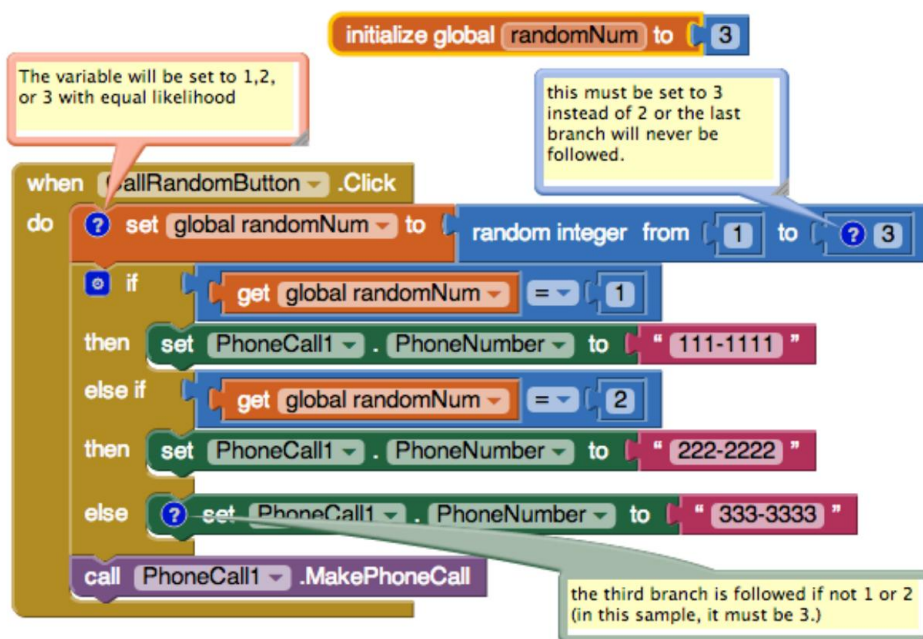 initialize global randomNum to 3
The variable will be set to 1,2,
or 3 with equal likelihood
this must be set to 3
instead of 2 or the last
branch will never be
followed.
when CallRandomButton .Click
do ? set global randomNum to random integer from 1 to ? 3
if get global randomNum = 1
then set PhoneCall1 . PhoneNumber to " 111-1111 "
else if get global randomNum = 2
then set PhoneCall1 . PhoneNumber to " 222-2222 "
else ? set PhoneCall1 . PhoneNumber to " 333-3333 "
call PhoneCall1 .MakePhoneCall
the third branch is followed if not 1 or 2
(in this sample, it must be 3.)